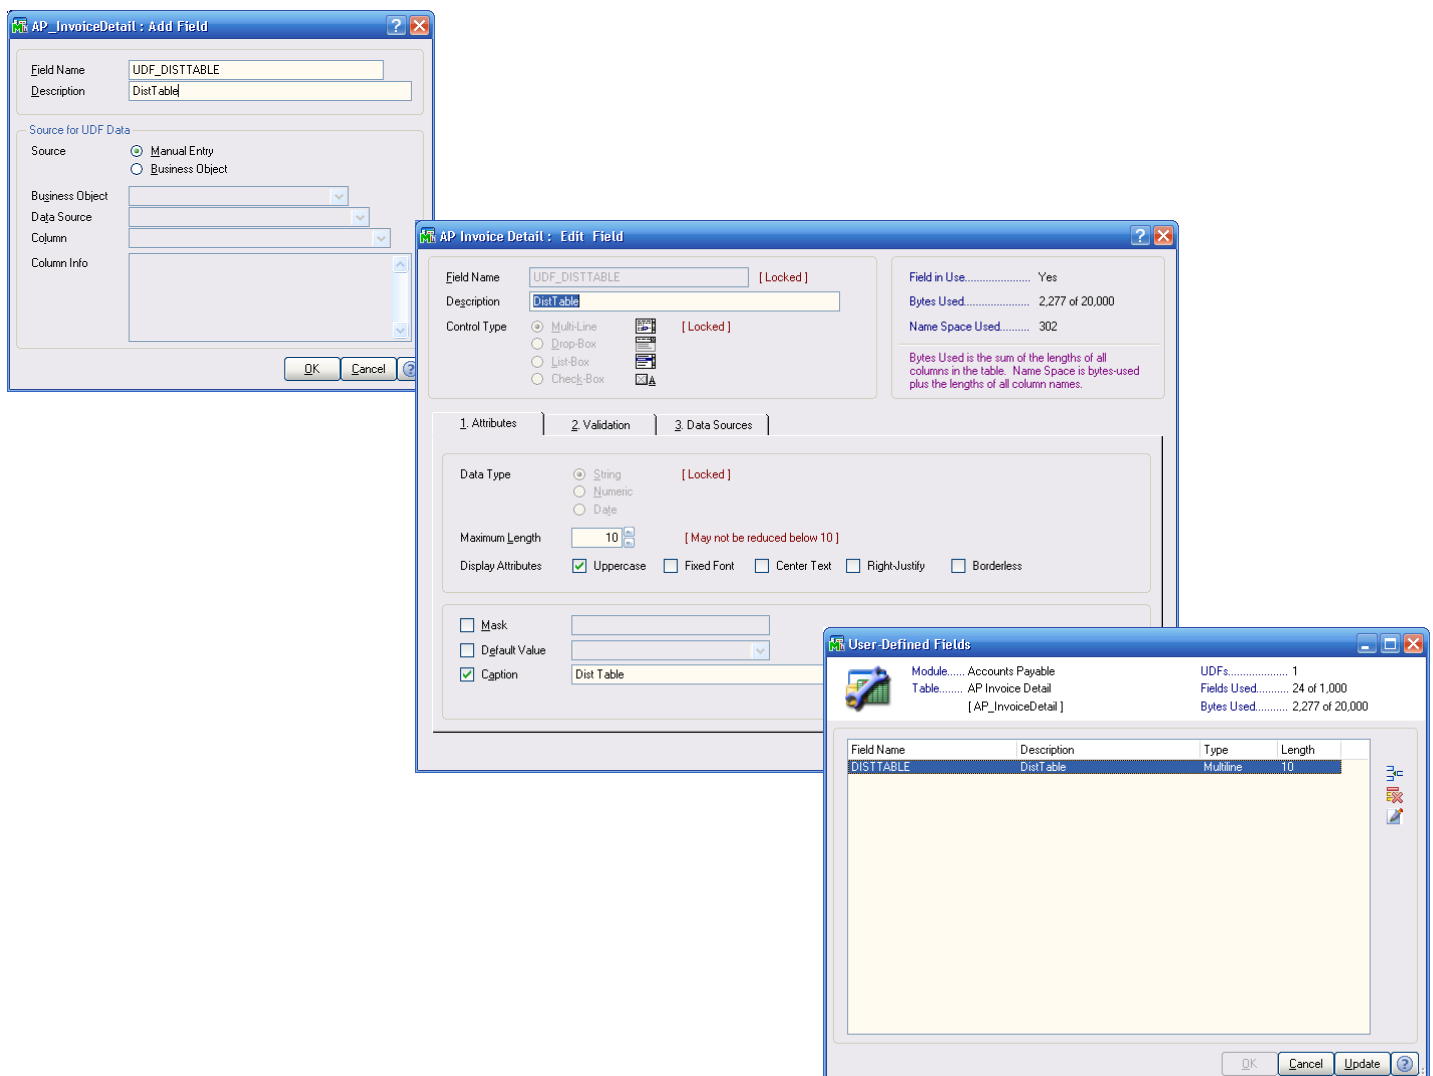 AP_InvoiceDetail : Add Field
Field Name UDF_DISTTABLE
Description DistTable
Source for UDF Data
Source Manual Entry
Business Object
Business Object
Data Source
Column
Column Info
OK Cancel
AP Invoice Detail : Edit Field
Field Name UDF_DISTTABLE [ Locked ]
Description DistTable
Control Type Multi-Line [ Locked ]
Drop-Box
List-Box
Check-Box
Field in Use...................... Yes
Bytes Used...................... 2,277 of 20,000
Name Space Used.......... 302
Bytes Used is the sum of the lengths of all
columns in the table. Name Space is bytes-used
plus the lengths of all column names.
1. Attributes 2. Validation 3. Data Sources
Data Type String [ Locked ]
Numeric
Date
Maximum Length 10 [ May not be reduced below 10 ]
Display Attributes Uppercase Fixed Font Center Text Right-Justify Borderless
Mask
Default Value
Caption Dist Table
User-Defined Fields
Module...... Accounts Payable UDFs.................... 1
Table........ AP Invoice Detail Fields Used........... 24 of 1,000
[ AP_InvoiceDetail ] Bytes Used........... 2,277 of 20,000
Field Name Description Type Length
DISTTABLE DistTable Multiline 10
OK Cancel Update